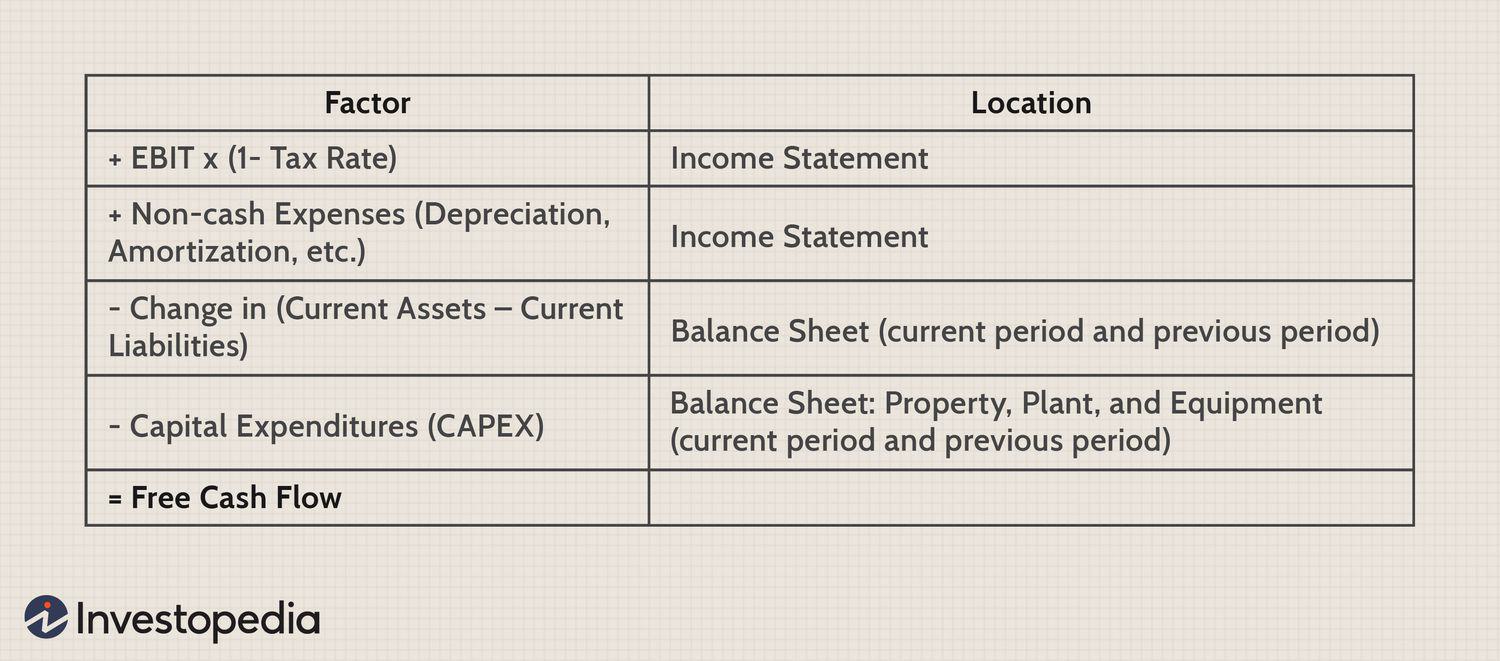 Factor
Location
+ EBIT x (1- Tax Rate)
Income Statement
+ Non-cash Expenses (Depreciation,
Amortization, etc.)
Income Statement
- Change in (Current Assets – Current
Liabilities)
Balance Sheet (current period and previous period)
- Capital Expenditures (CAPEX)
Balance Sheet: Property, Plant, and Equipment
(current period and previous period)
= Free Cash Flow
Investopedia